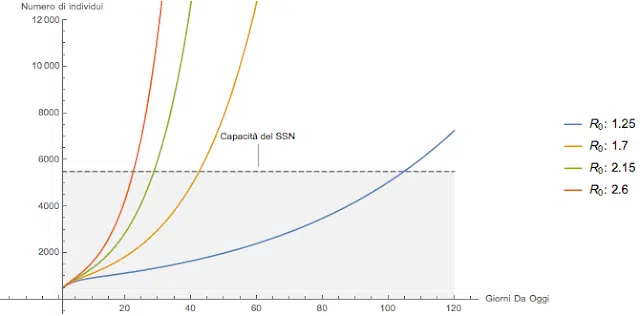 Numero di individui
12 000
10 000
8000
6000
4000
2000
Capacità del SSN
20 40 60 80 100 120
Giorni Da Oggi
R0: 1.25
R0: 1.7
R0: 2.15
R0: 2.6